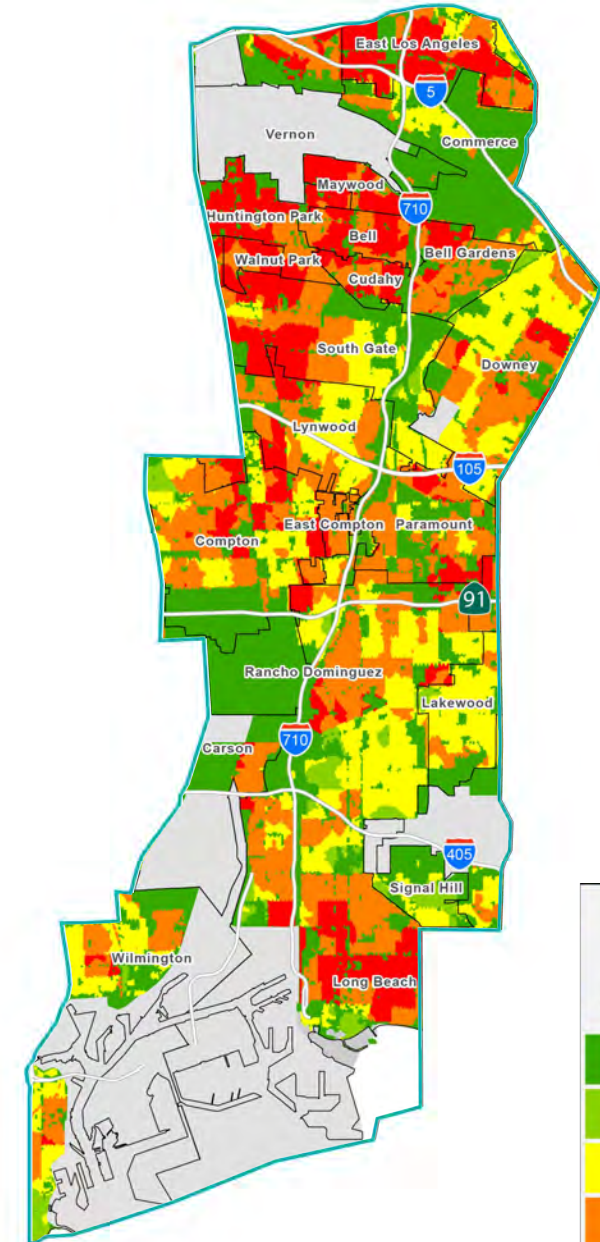 East Los Angeles
5
Vernon
Commerce
Maywood
710
Huntington Park
Bell
Bell Gardens
Walnut Park
Cudahy
South Gate
Downey
Lynwood
105
East Compton
Paramount
Compton
91
Rancho Dominguez
Lakewood
Carson
710
405
Signal Hill
Wilmington
Long Beach